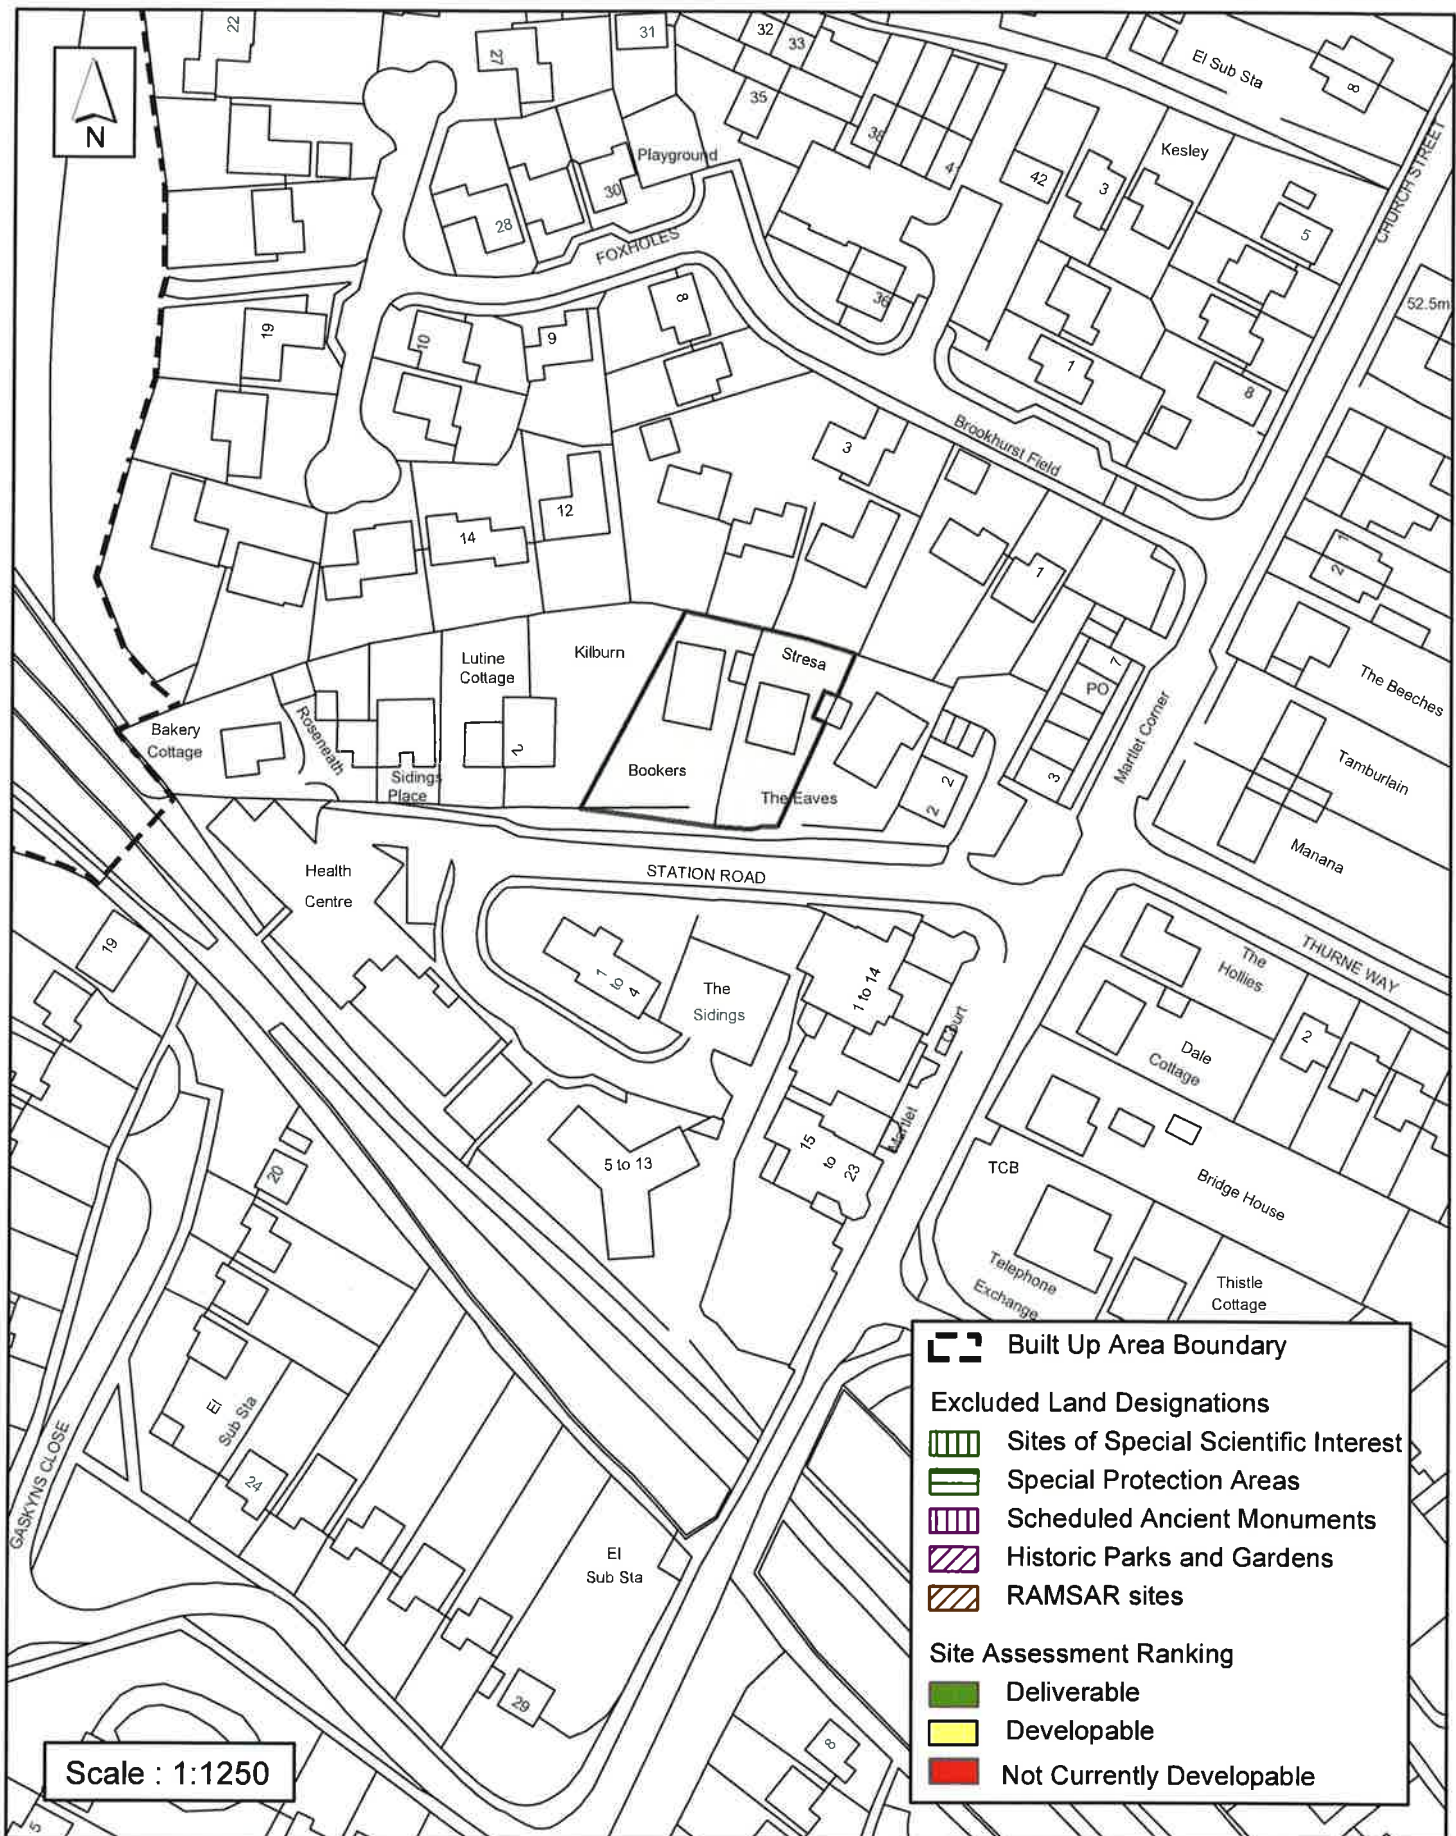 22
27
31
32
33
El Sub Sta
8
N
35
38
Playground
Kesley
CHURCH STREET
30
28
42
3
5
FOXHOLES
36
52.5m
19
10
9
8
1
8
Brookhurst Field
3
14
12
1
1
2
Kilburn
Lutine
Cottage
Stresa
7
PO
The Beeches
Bakery
Cottage
Roseneath
2
Martlet Corner
Sidings
Place
Bookers
The Eaves
2
2
3
Tamburlain
Manana
Health
Centre
STATION ROAD
THURNE WAY
19
The
Hollies
1
to
4
The
Sidings
1 to 14
Court
2
Dale
Cottage
Martlet
5 to 13
15
to
23
TCB
20
Bridge House
Telephone
Exchange
Thistle
Cottage
El
Sub Sta
24
GASKYNS CLOSE
El
Sub Sta
29
8
5
Built Up Area Boundary
Excluded Land Designations
Sites of Special Scientific Interest
Special Protection Areas
Scheduled Ancient Monuments
Historic Parks and Gardens
RAMSAR sites
Site Assessment Ranking
Deliverable
Developable
Not Currently Developable
Scale : 1:1250